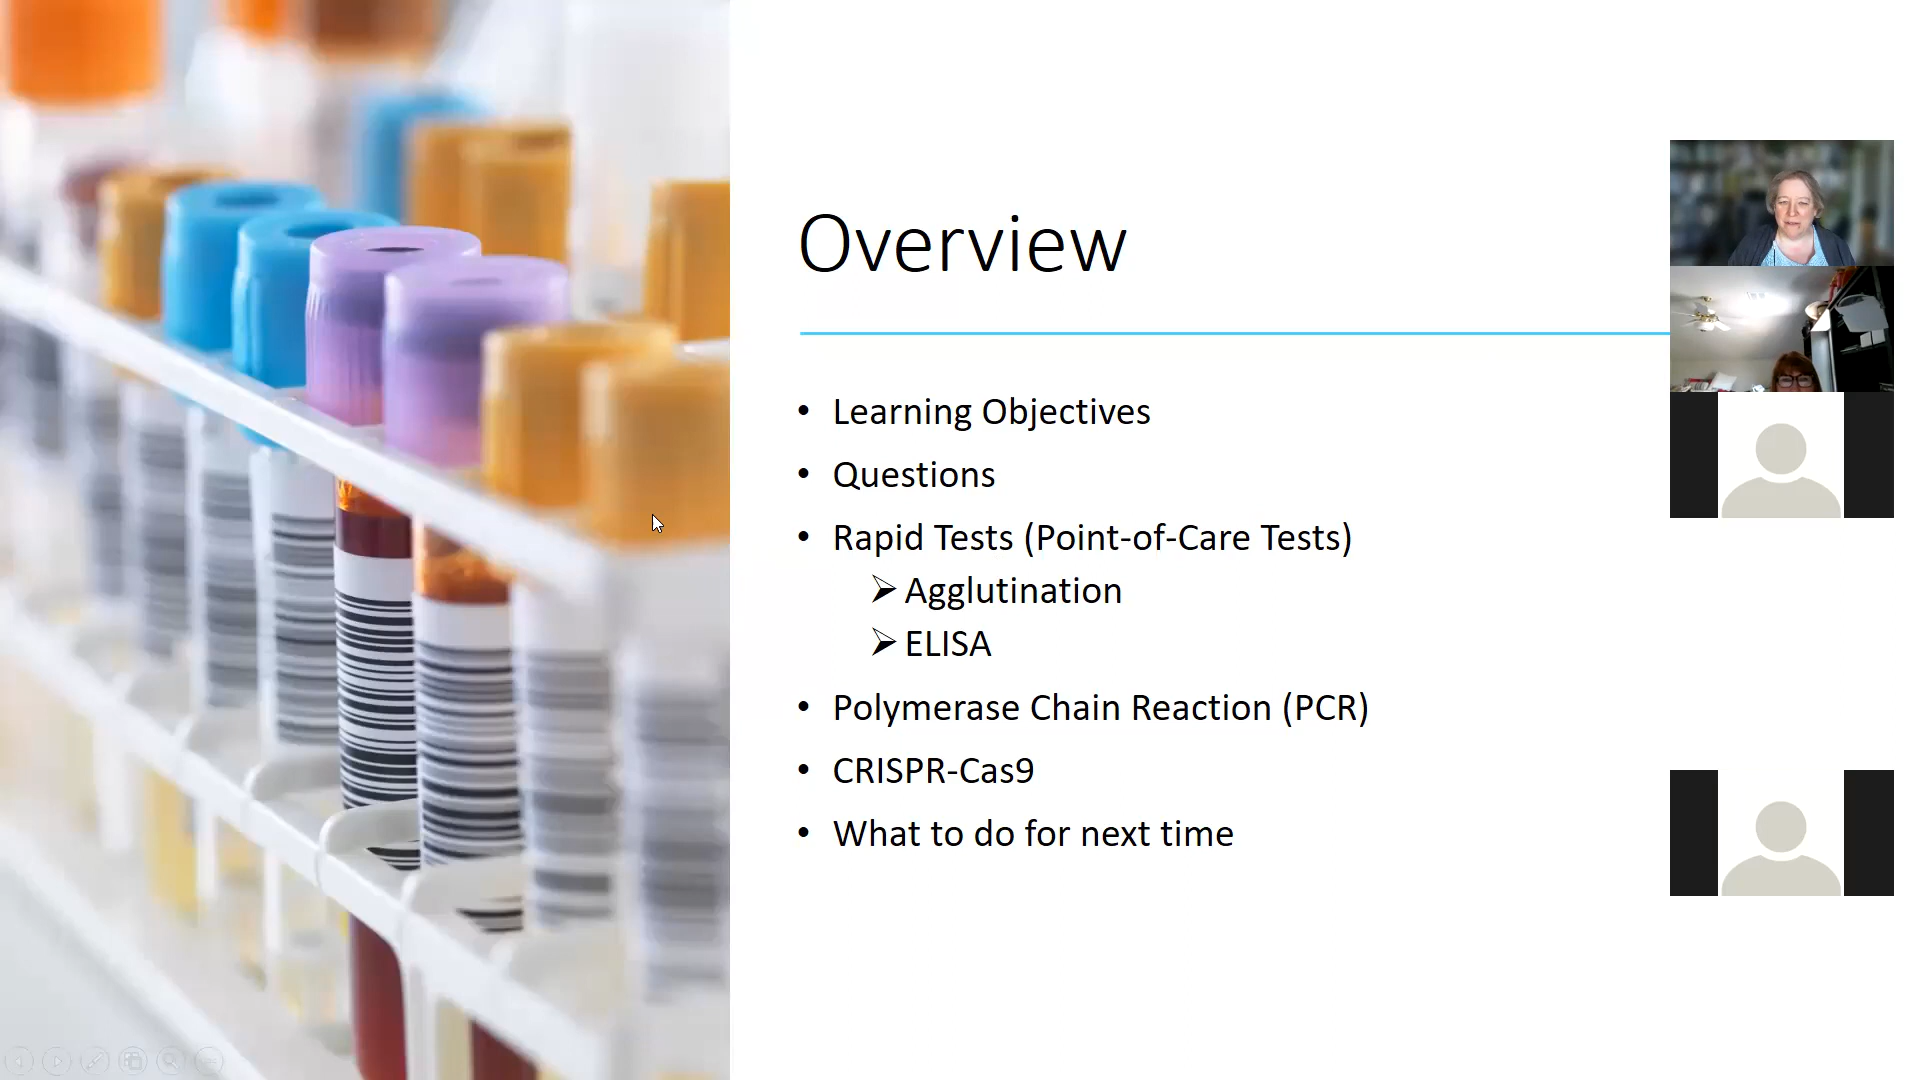 Overview
• Learning Objectives
• Questions
• Rapid Tests (Point-of-Care Tests)
➢ Agglutination
➢ ELISA
• Polymerase Chain Reaction (PCR)
• CRISPR-Cas9
• What to do for next time